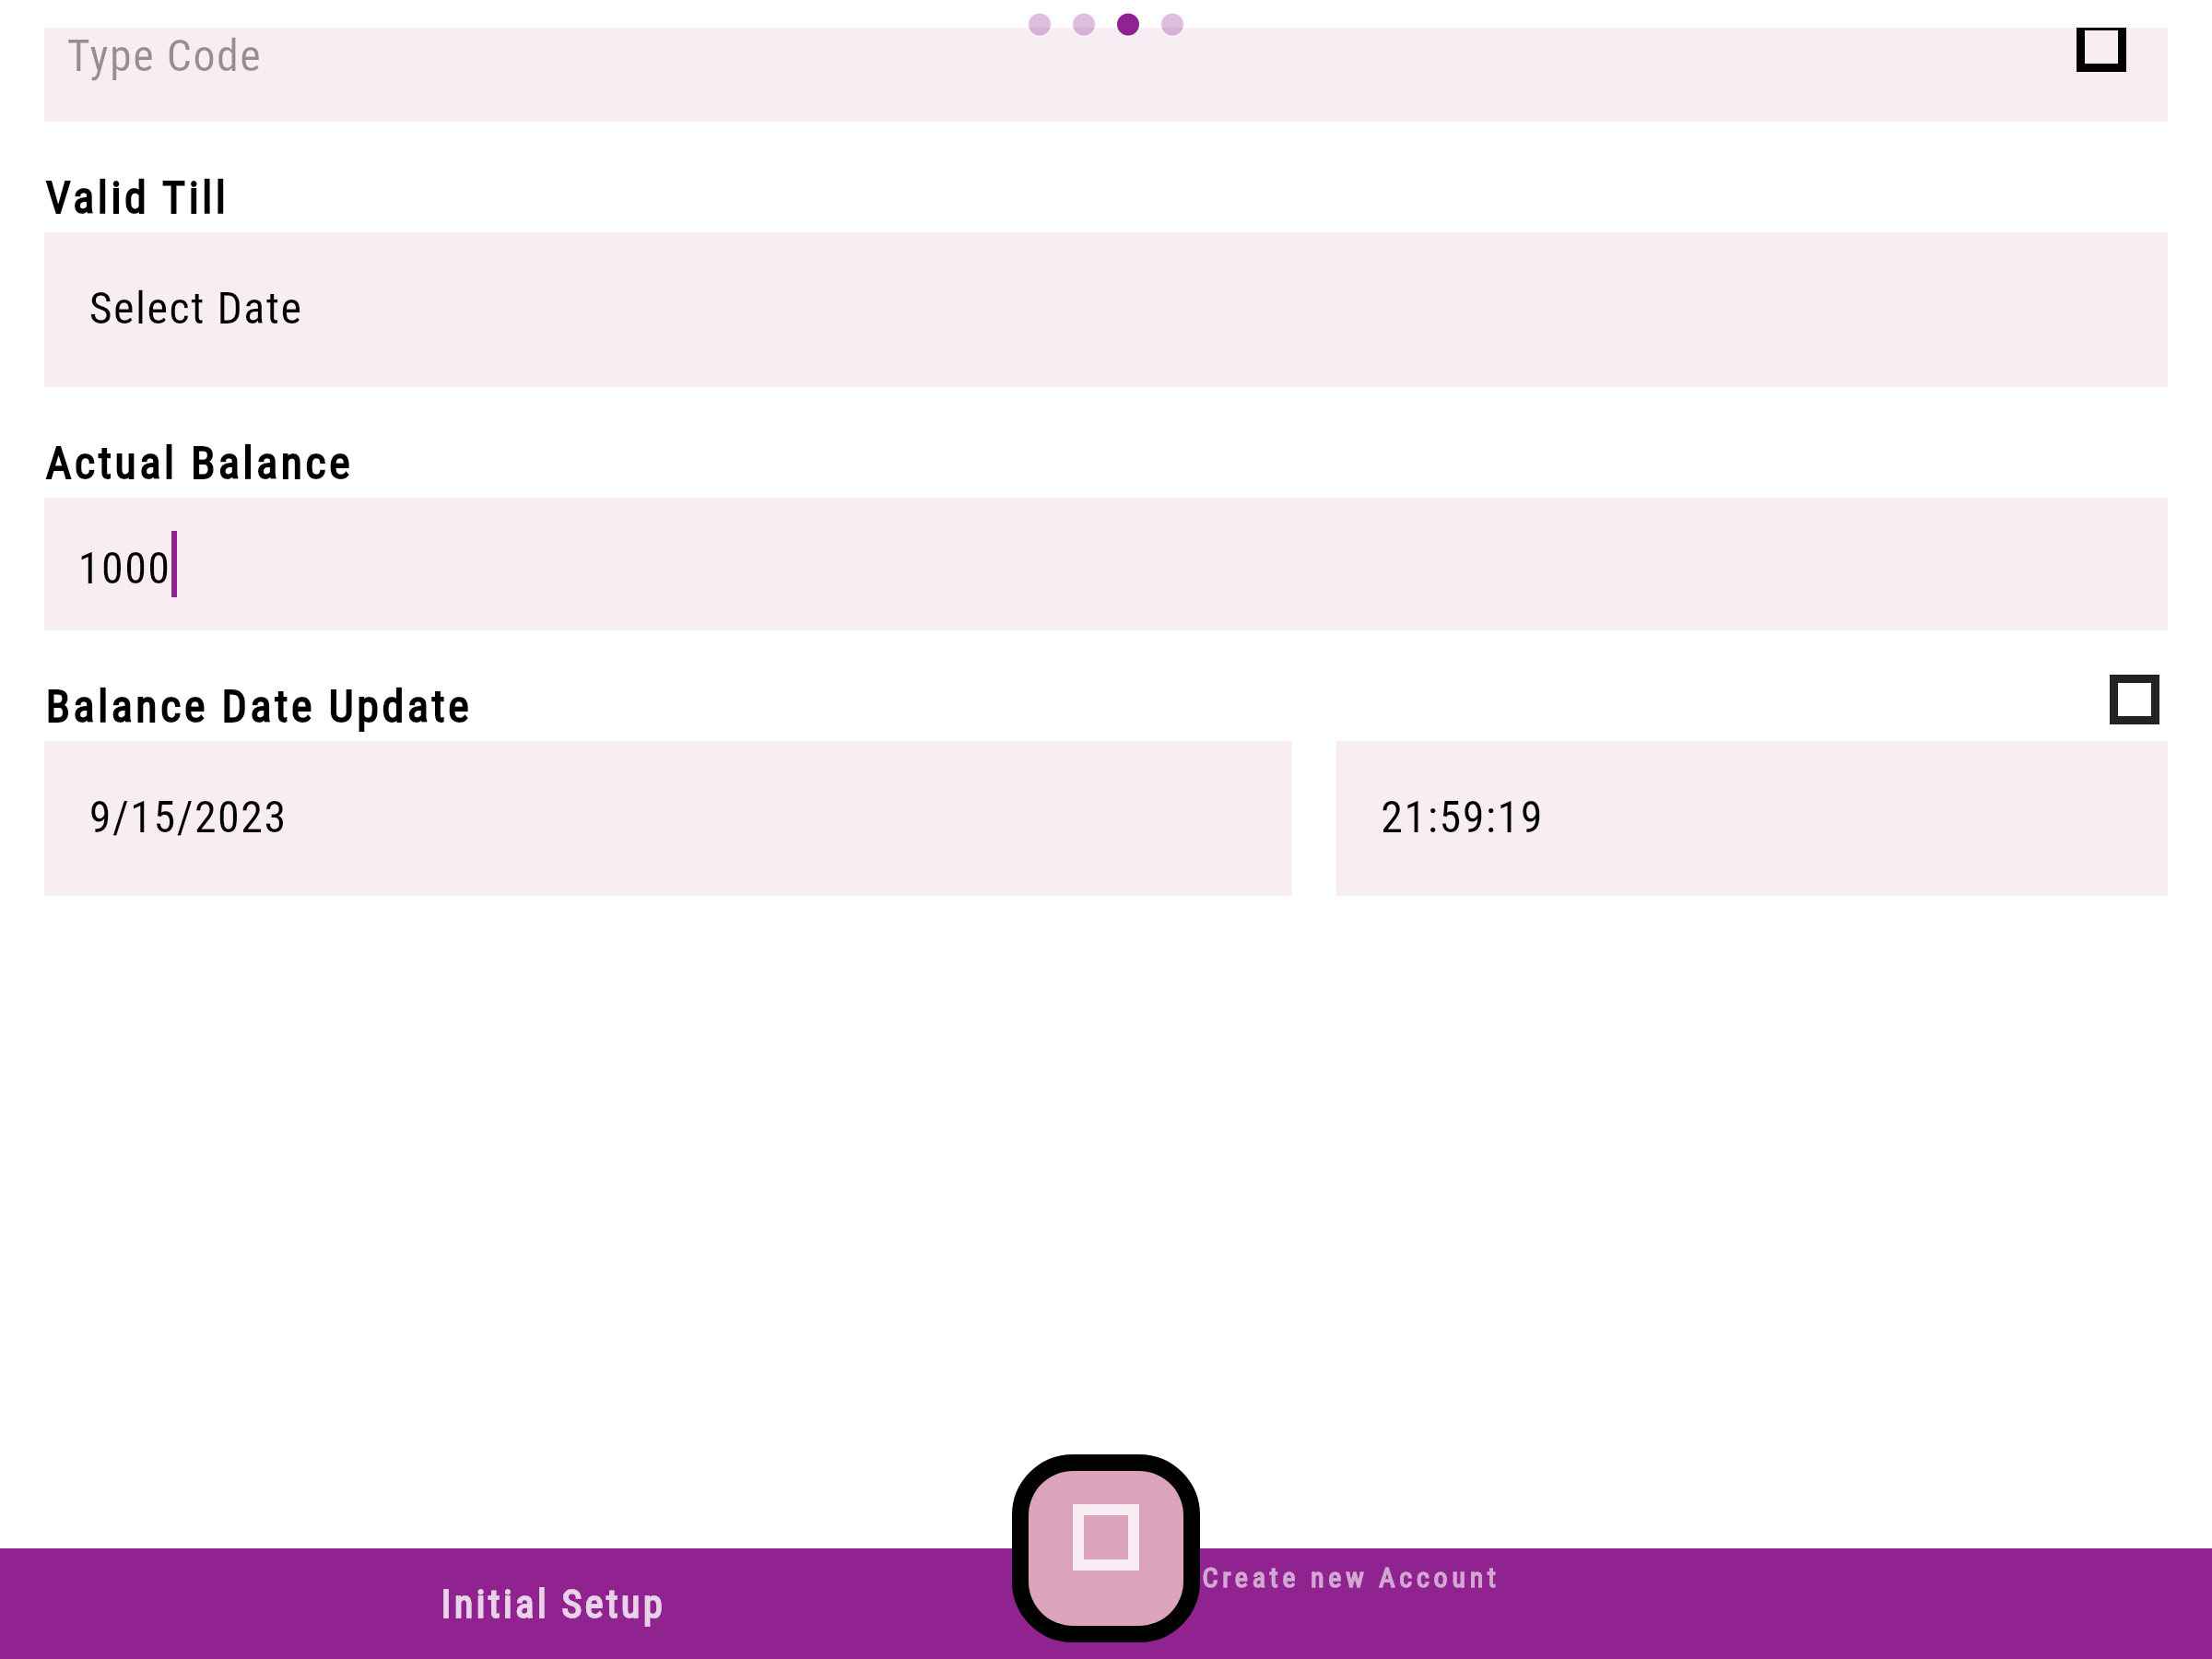 Type Code
Valid Till
Select Date
Actual Balance
1000
Balance Date Update
9/15/2023
21:59:19
Initial Setup
Create new Account